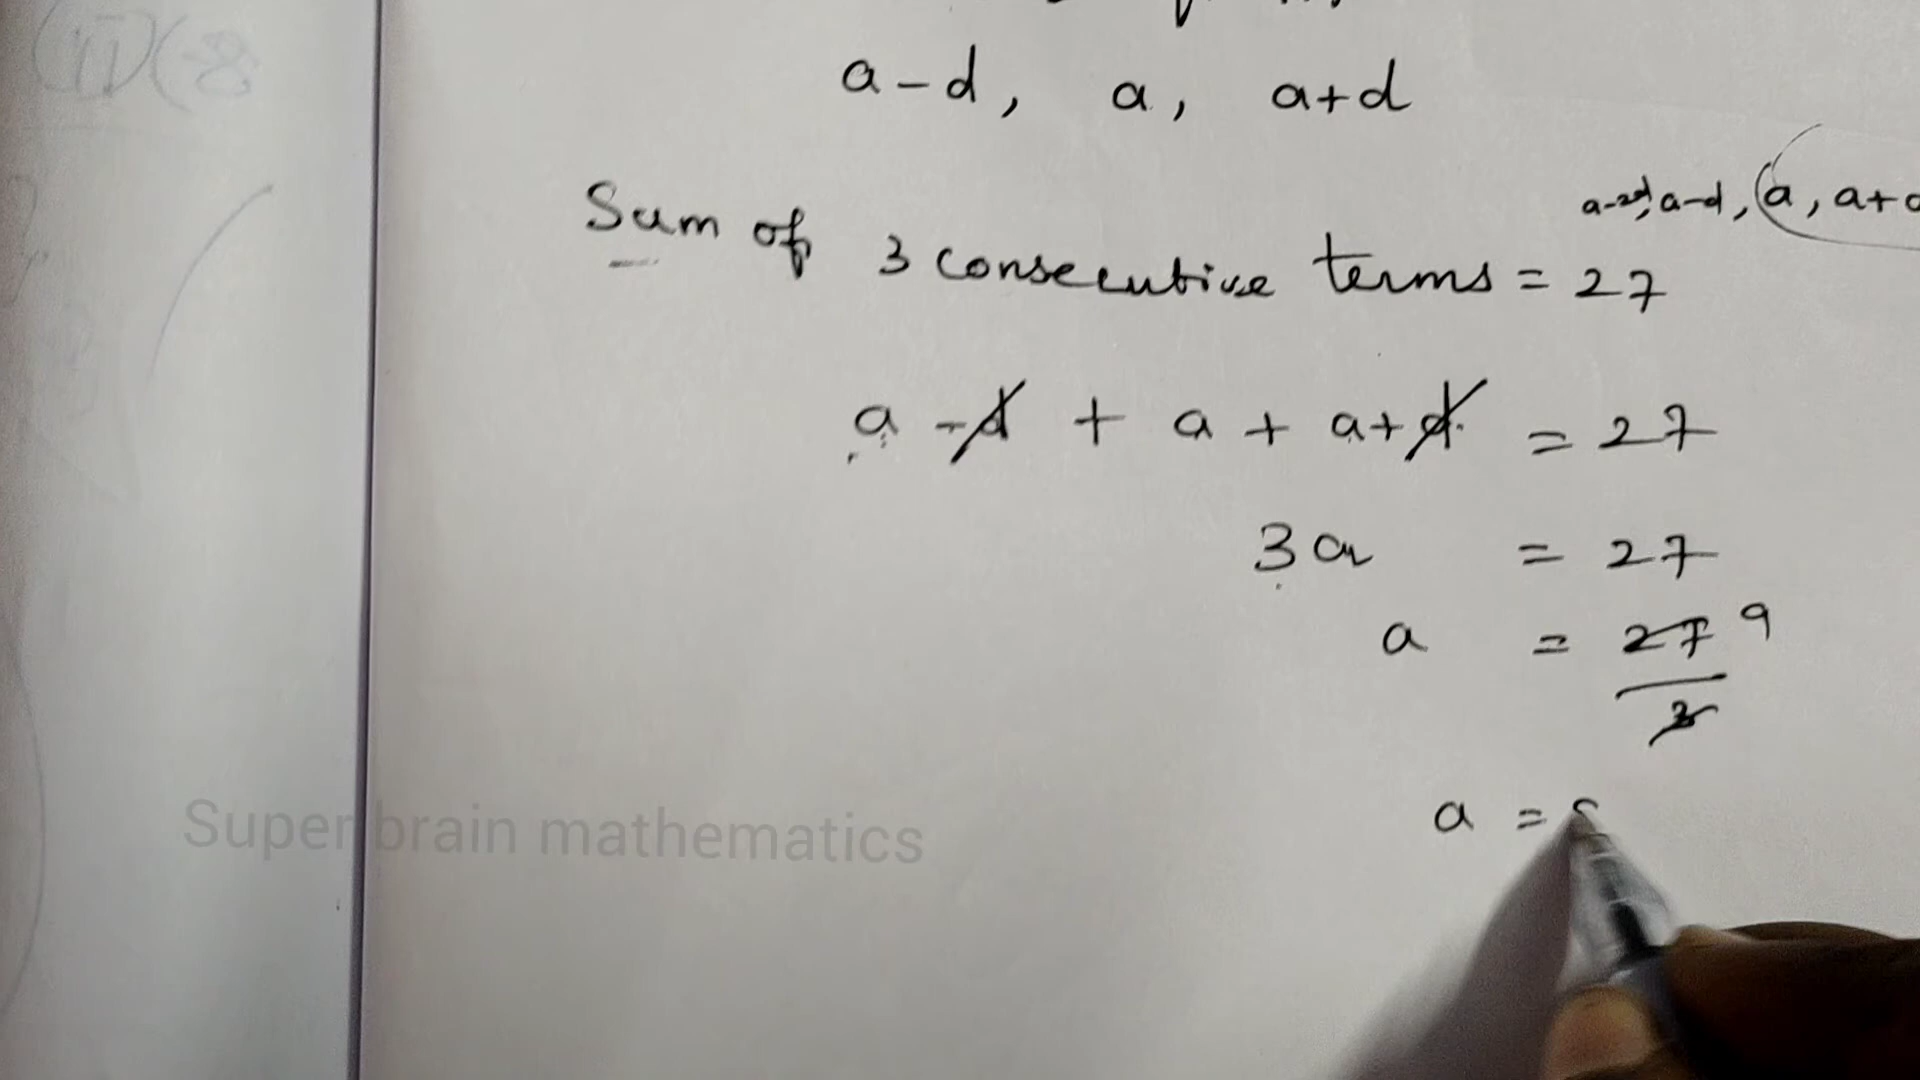 a-d, a, a+d
a-2d, a-d, (a, a+
Sum of 3 consecutive terms = 27
a - d + a + a + d = 27
3a = 27
a = 27 9
3
a =
Super brain mathematics